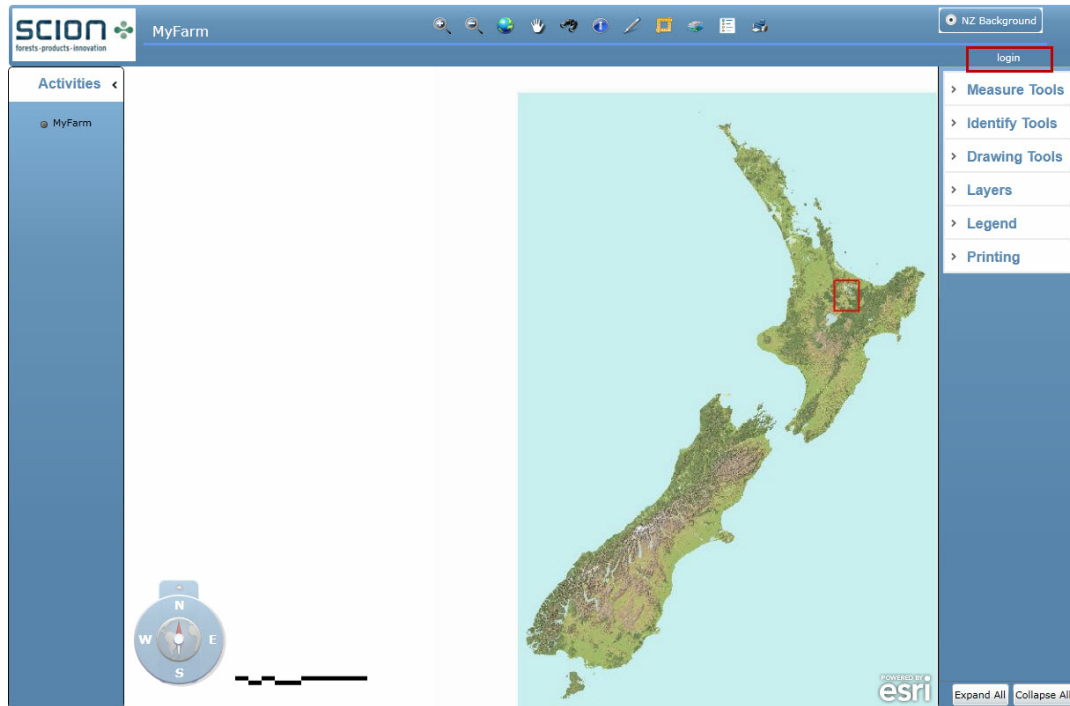 SCION
forests·products·innovation
MyFarm
NZ Background
login
Activities
MyFarm
Measure Tools
Identify Tools
Drawing Tools
Layers
Legend
Printing
N
W E
S
POWERED BY
esri
Expand All Collapse All